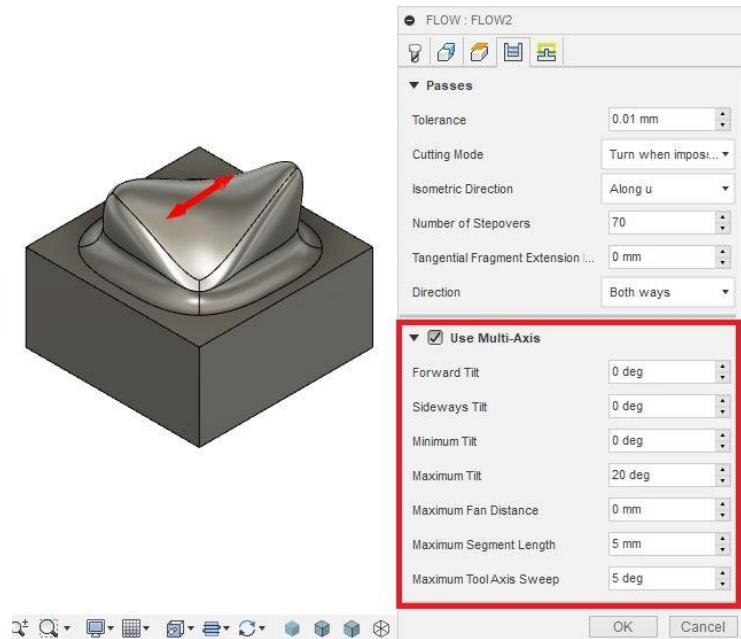 FLOW : FLOW2
Passes
Tolerance 0.01 mm
Cutting Mode Turn when impos:...
Isometric Direction Along u
Number of Stepovers 70
Tangential Fragment Extension ... 0 mm
Direction Both ways
Use Multi-Axis
Forward Tilt 0 deg
Sideways Tilt 0 deg
Minimum Tilt 0 deg
Maximum Tilt 20 deg
Maximum Fan Distance 0 mm
Maximum Segment Length 5 mm
Maximum Tool Axis Sweep 5 deg
OK Cancel